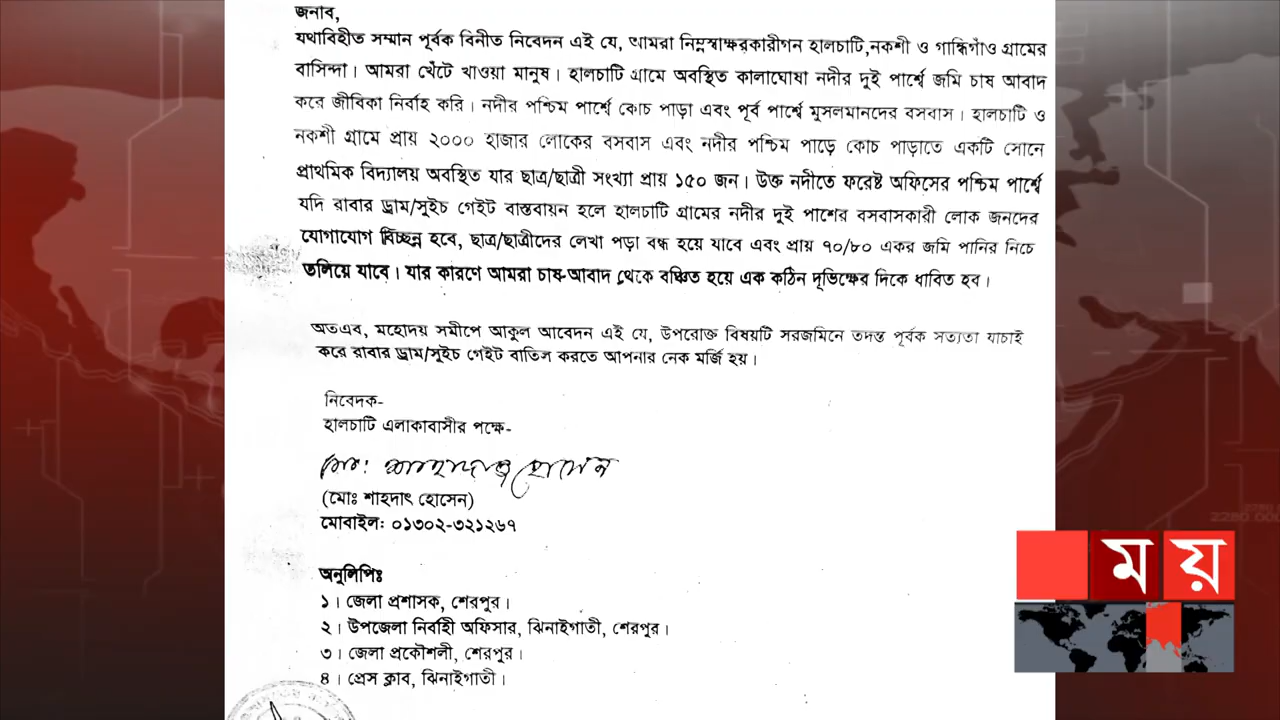 জনাব,
যথাবিহীত সম্মান পূর্বক বিনীত নিবেদন এই যে, আমরা নিম্নস্বাক্ষরকারীগন হালচাটি,নকশী ও গান্ধিগাঁও গ্রামের
বাসিন্দা। আমরা খেঁটে খাওয়া মানুষ। হালচাটি গ্রামে অবস্থিত কালাঘোষা নদীর দুই পার্শ্বে জমি চাষ আবাদ
করে জীবিকা নির্বাহ করি। নদীর পশ্চিম পার্শ্বে কোচ পাড়া এবং পূর্ব পার্শ্বে মুসলমানদের বসবাস। হালচাটি ও
নকশী গ্রামে প্রায় ২০০০ হাজার লোকের বসবাস এবং নদীর পশ্চিম পাড়ে কোচ পাড়াতে একটি সোনে
প্রাথমিক বিদ্যালয় অবস্থিত যার ছাত্র/ছাত্রী সংখ্যা প্রায় ১৫০ জন। উক্ত নদীতে ফরেষ্ট অফিসের পশ্চিম পার্শ্বে
যদি রাবার ড্রাম/সুইচ গেইট বাস্তবায়ন হলে হালচাটি গ্রামের নদীর দুই পাশের বসবাসকারী লোক জনদের
যোগাযোগ বিচ্ছন্ন হবে, ছাত্র/ছাত্রীদের লেখা পড়া বন্ধ হয়ে যাবে এবং প্রায় ৭০/৮০ একর জমি পানির নিচে
তলিয়ে যাবে। যার কারণে আমরা চাষ-আবাদ থেকে বঞ্চিত হয়ে এক কঠিন দূর্ভিক্ষের দিকে ধাবিত হব।
অতএব, মহোদয় সমীপে আকুল আবেদন এই যে, উপরোক্ত বিষয়টি সরজমিনে তদন্ত পূর্বক সত্যতা যাচাই
করে রাবার ড্রাম/সুইচ গেইট বাতিল করতে আপনার নেক মর্জি হয়।
নিবেদক-
হালচাটি এলাকাবাসীর পক্ষে-
মোঃ শাহাদাত হোসেন
(মোঃ শাহদাৎ হোসেন)
মোবাইল: ০১৩০২-৩২১২৬৭
অনুলিপিঃ
১। জেলা প্রশাসক, শেরপুর।
২। উপজেলা নির্বাহী অফিসার, ঝিনাইগাতী, শেরপুর।
৩। জেলা প্রকৌশলী, শেরপুর।
৪। প্রেস ক্লাব, ঝিনাইগাতী।
সময়